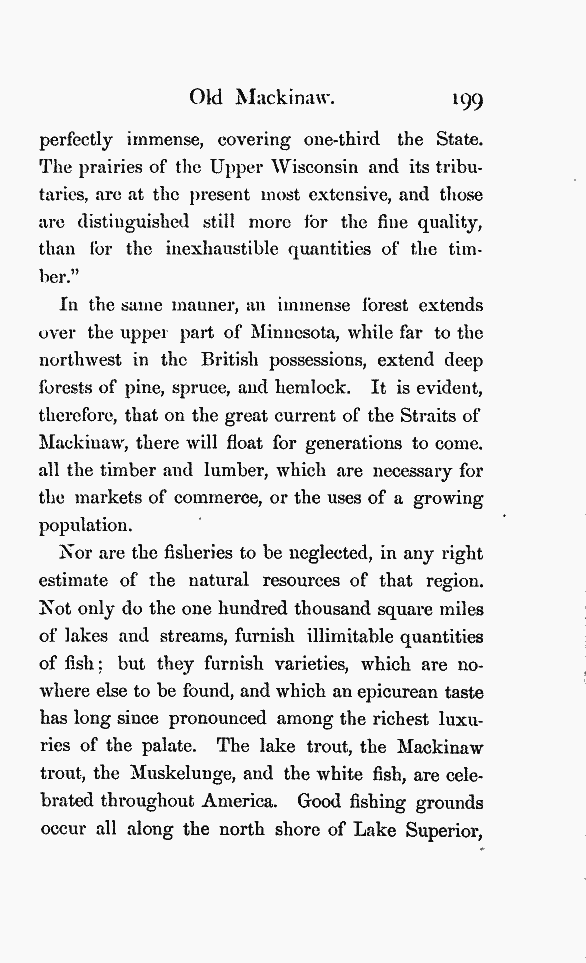 Old Mackinaw. 199
perfectly immense, covering one-third the State.
The prairies of the Upper Wisconsin and its tribu-
taries, are at the present most extensive, and those
are distinguished still more for the fine quality,
than for the inexhaustible quantities of the tim-
ber.”
In the same manner, an immense forest extends
over the upper part of Minnesota, while far to the
northwest in the British possessions, extend deep
forests of pine, spruce, and hemlock. It is evident,
therefore, that on the great current of the Straits of
Mackinaw, there will float for generations to come.
all the timber and lumber, which are necessary for
the markets of commerce, or the uses of a growing
population.
Nor are the fisheries to be neglected, in any right
estimate of the natural resources of that region.
Not only do the one hundred thousand square miles
of lakes and streams, furnish illimitable quantities
of fish; but they furnish varieties, which are no-
where else to be found, and which an epicurean taste
has long since pronounced among the richest luxu-
ries of the palate. The lake trout, the Mackinaw
trout, the Muskelunge, and the white fish, are cele-
brated throughout America. Good fishing grounds
occur all along the north shore of Lake Superior,